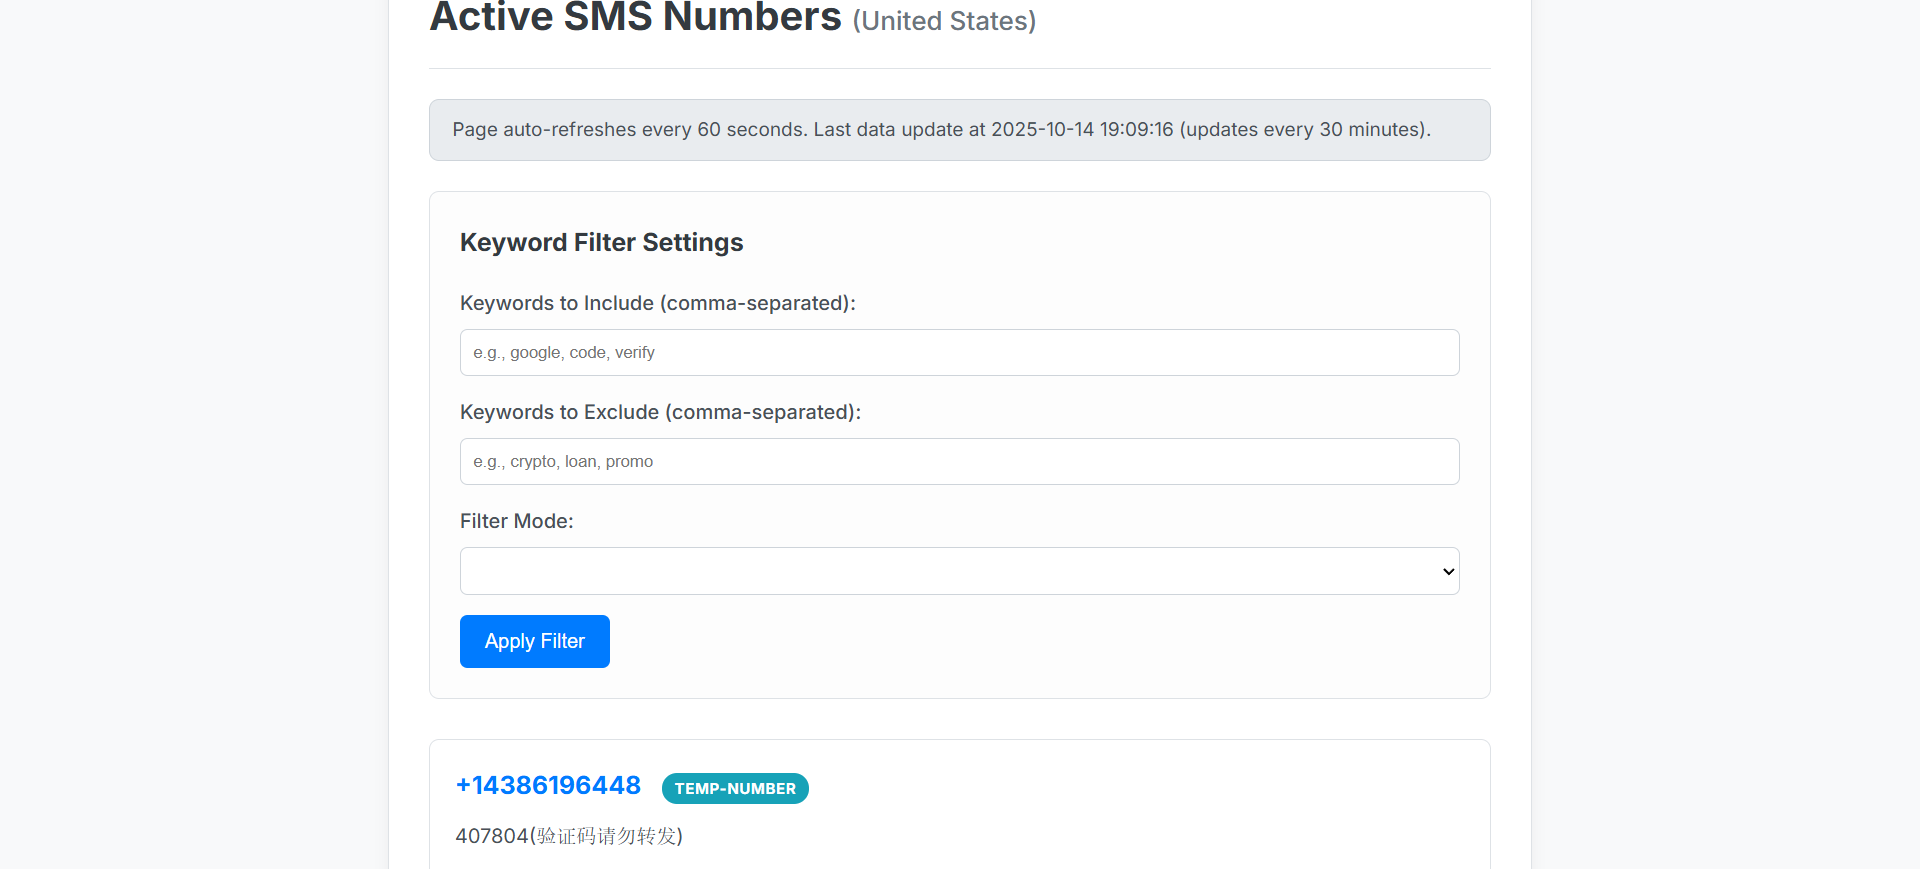 Active SMS Numbers (United States)
Page auto-refreshes every 60 seconds. Last data update at 2025-10-14 19:09:16 (updates every 30 minutes).
Keyword Filter Settings
Keywords to Include (comma-separated):
e.g., google, code, verify
Keywords to Exclude (comma-separated):
e.g., crypto, loan, promo
Filter Mode:
Apply Filter
+14386196448 TEMP-NUMBER
407804(验证码请勿转发)